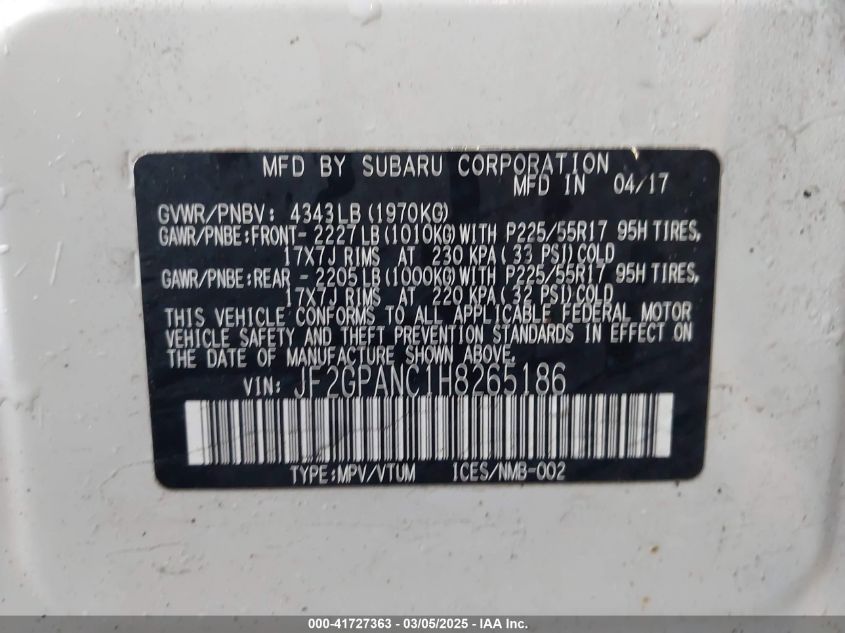 MFD BY SUBARU CORPORATION
MFD IN 04/17
GVWR/PNBV: 4343LB(1970KG)
GAWR/PNBE:FRONT- 2227LB(1010KG)WITH P225/55R17 95H TIRES,
17X7J RIMS AT 230 KPA( 33 PSI)COLD
GAWR/PNBE:REAR - 2205LB(1000KG)WITH P225/55R17 95H TIRES,
17X7J RIMS AT 220 KPA( 32 PSI)COLD
THIS VEHICLE CONFORMS TO ALL APPLICABLE FEDERAL MOTOR
VEHICLE SAFETY AND THEFT PREVENTION STANDARDS IN EFFECT ON
THE DATE OF MANUFACTURE SHOWN ABOVE.
VIN: JF2GPANC1H8265186
TYPE:MPV/VTUM ICES/NMB-002
000-41727363 - 03/05/2025 - IAA Inc.